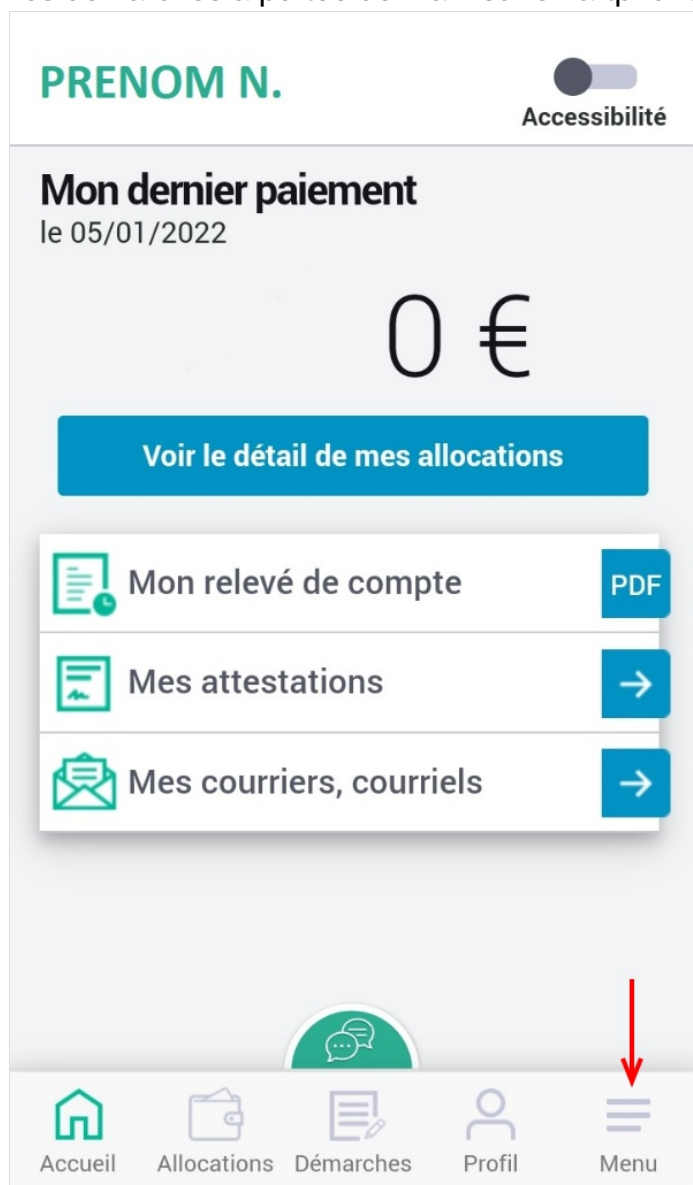 PRENOM N.
Accessibilité
Mon dernier paiement
le 05/01/2022
0 €
Voir le détail de mes allocations
Mon relevé de compte
PDF
Mes attestations
Mes courriers, courriels
Accueil
Allocations
Démarches
Profil
Menu